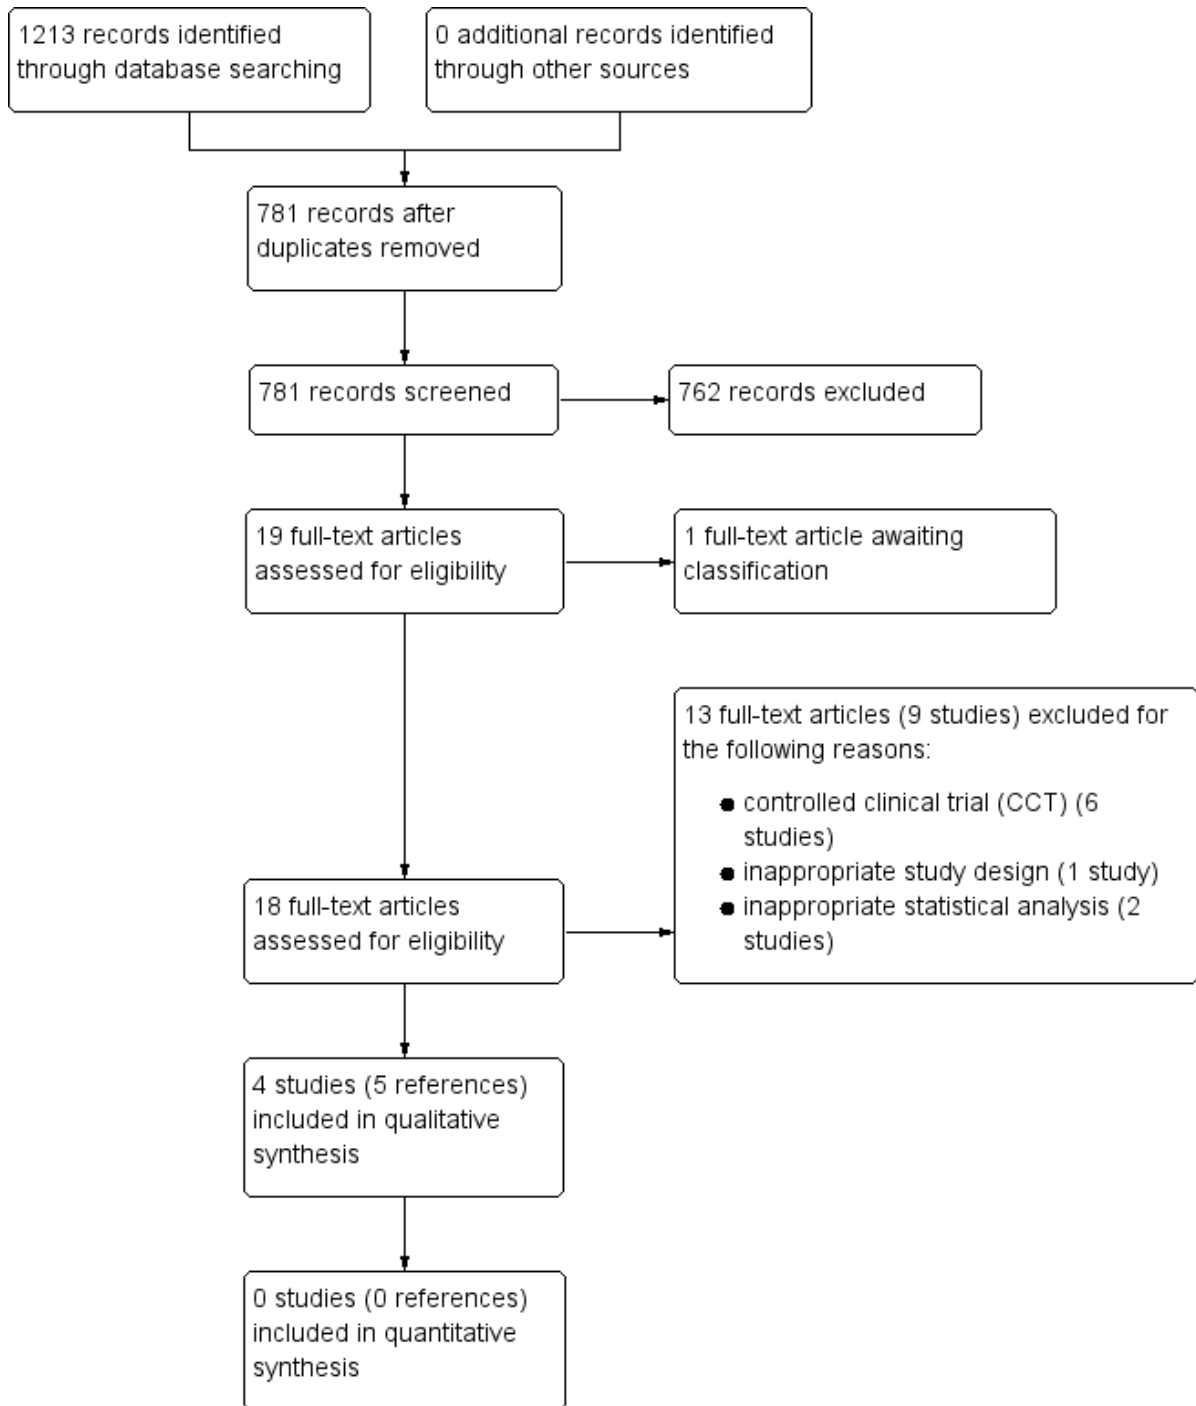 1213 records identified
through database searching
0 additional records identified
through other sources
781 records after
duplicates removed
781 records screened
762 records excluded
19 full-text articles
assessed for eligibility
1 full-text article awaiting
classification
13 full-text articles (9 studies) excluded for
the following reasons:
● controlled clinical trial (CCT) (6
studies)
● inappropriate study design (1 study)
● inappropriate statistical analysis (2
studies)
18 full-text articles
assessed for eligibility
4 studies (5 references)
included in qualitative
synthesis
0 studies (0 references)
included in quantitative
synthesis